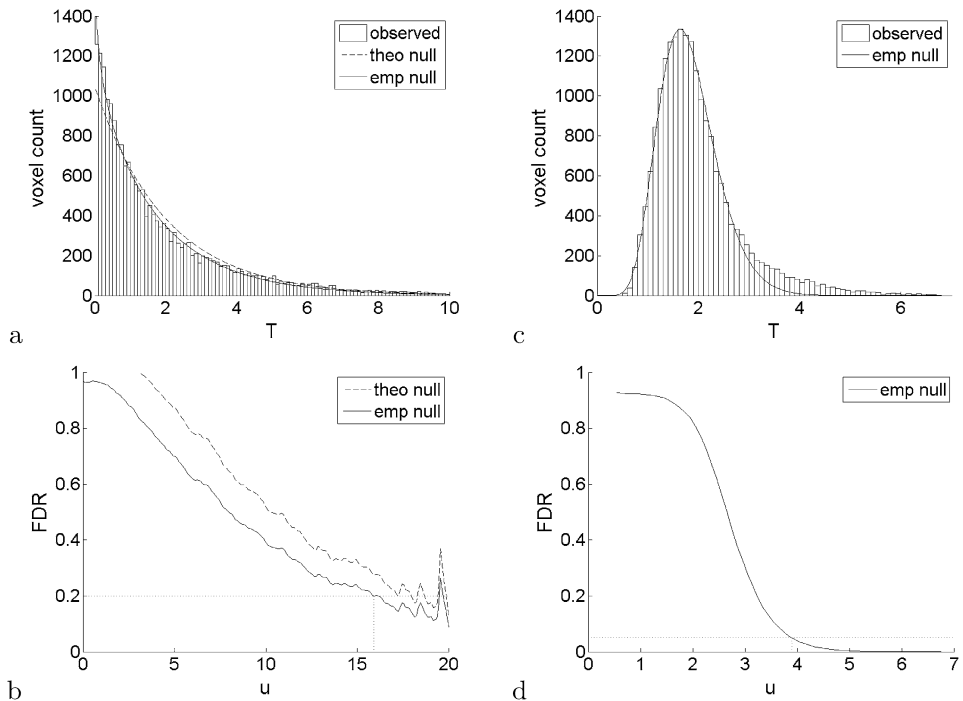 1400
1200
1000
800
600
400
200
0
voxel count
0 2 4 6 8 10
T
observed
theo null
emp null
a
1400
1200
1000
800
600
400
200
0
voxel count
0 2 4 6
T
observed
emp null
c
1
0.8
0.6
0.4
0.2
0
FDR
0 5 10 15 20
u
theo null
emp null
b
1
0.8
0.6
0.4
0.2
0
FDR
0 1 2 3 4 5 6 7
u
emp null
d